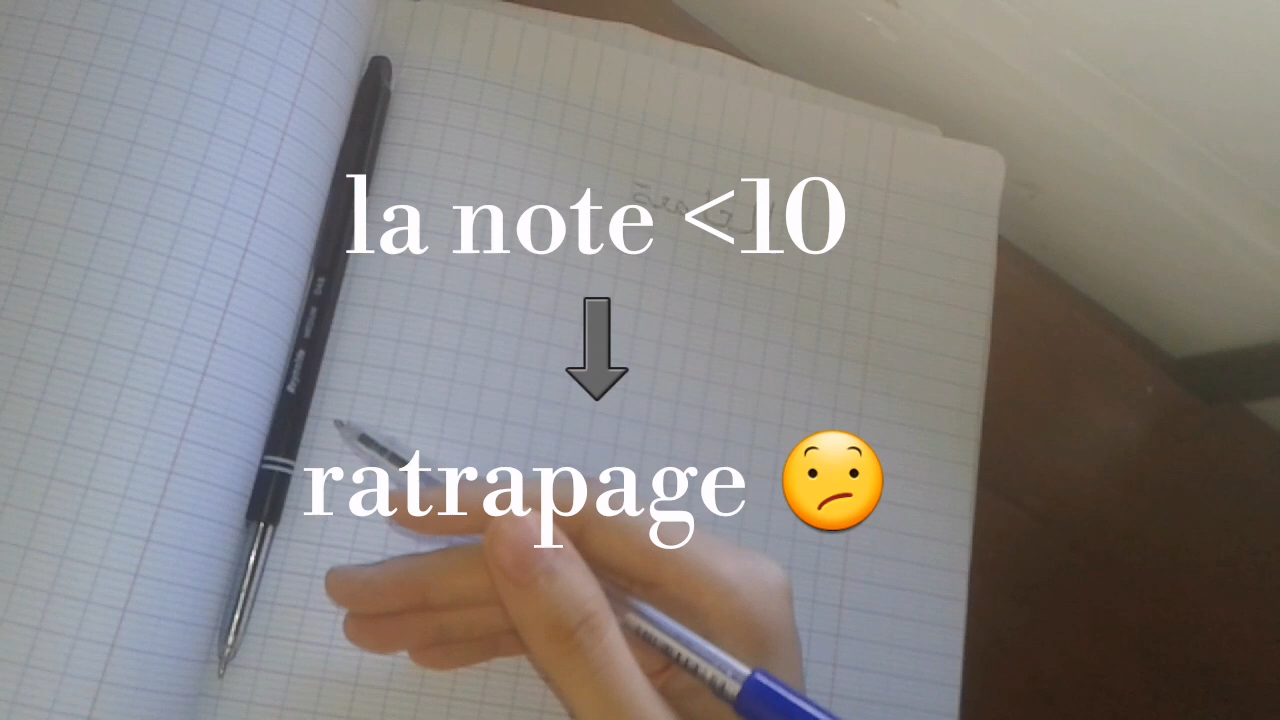 la note <10
ratrapage 😕